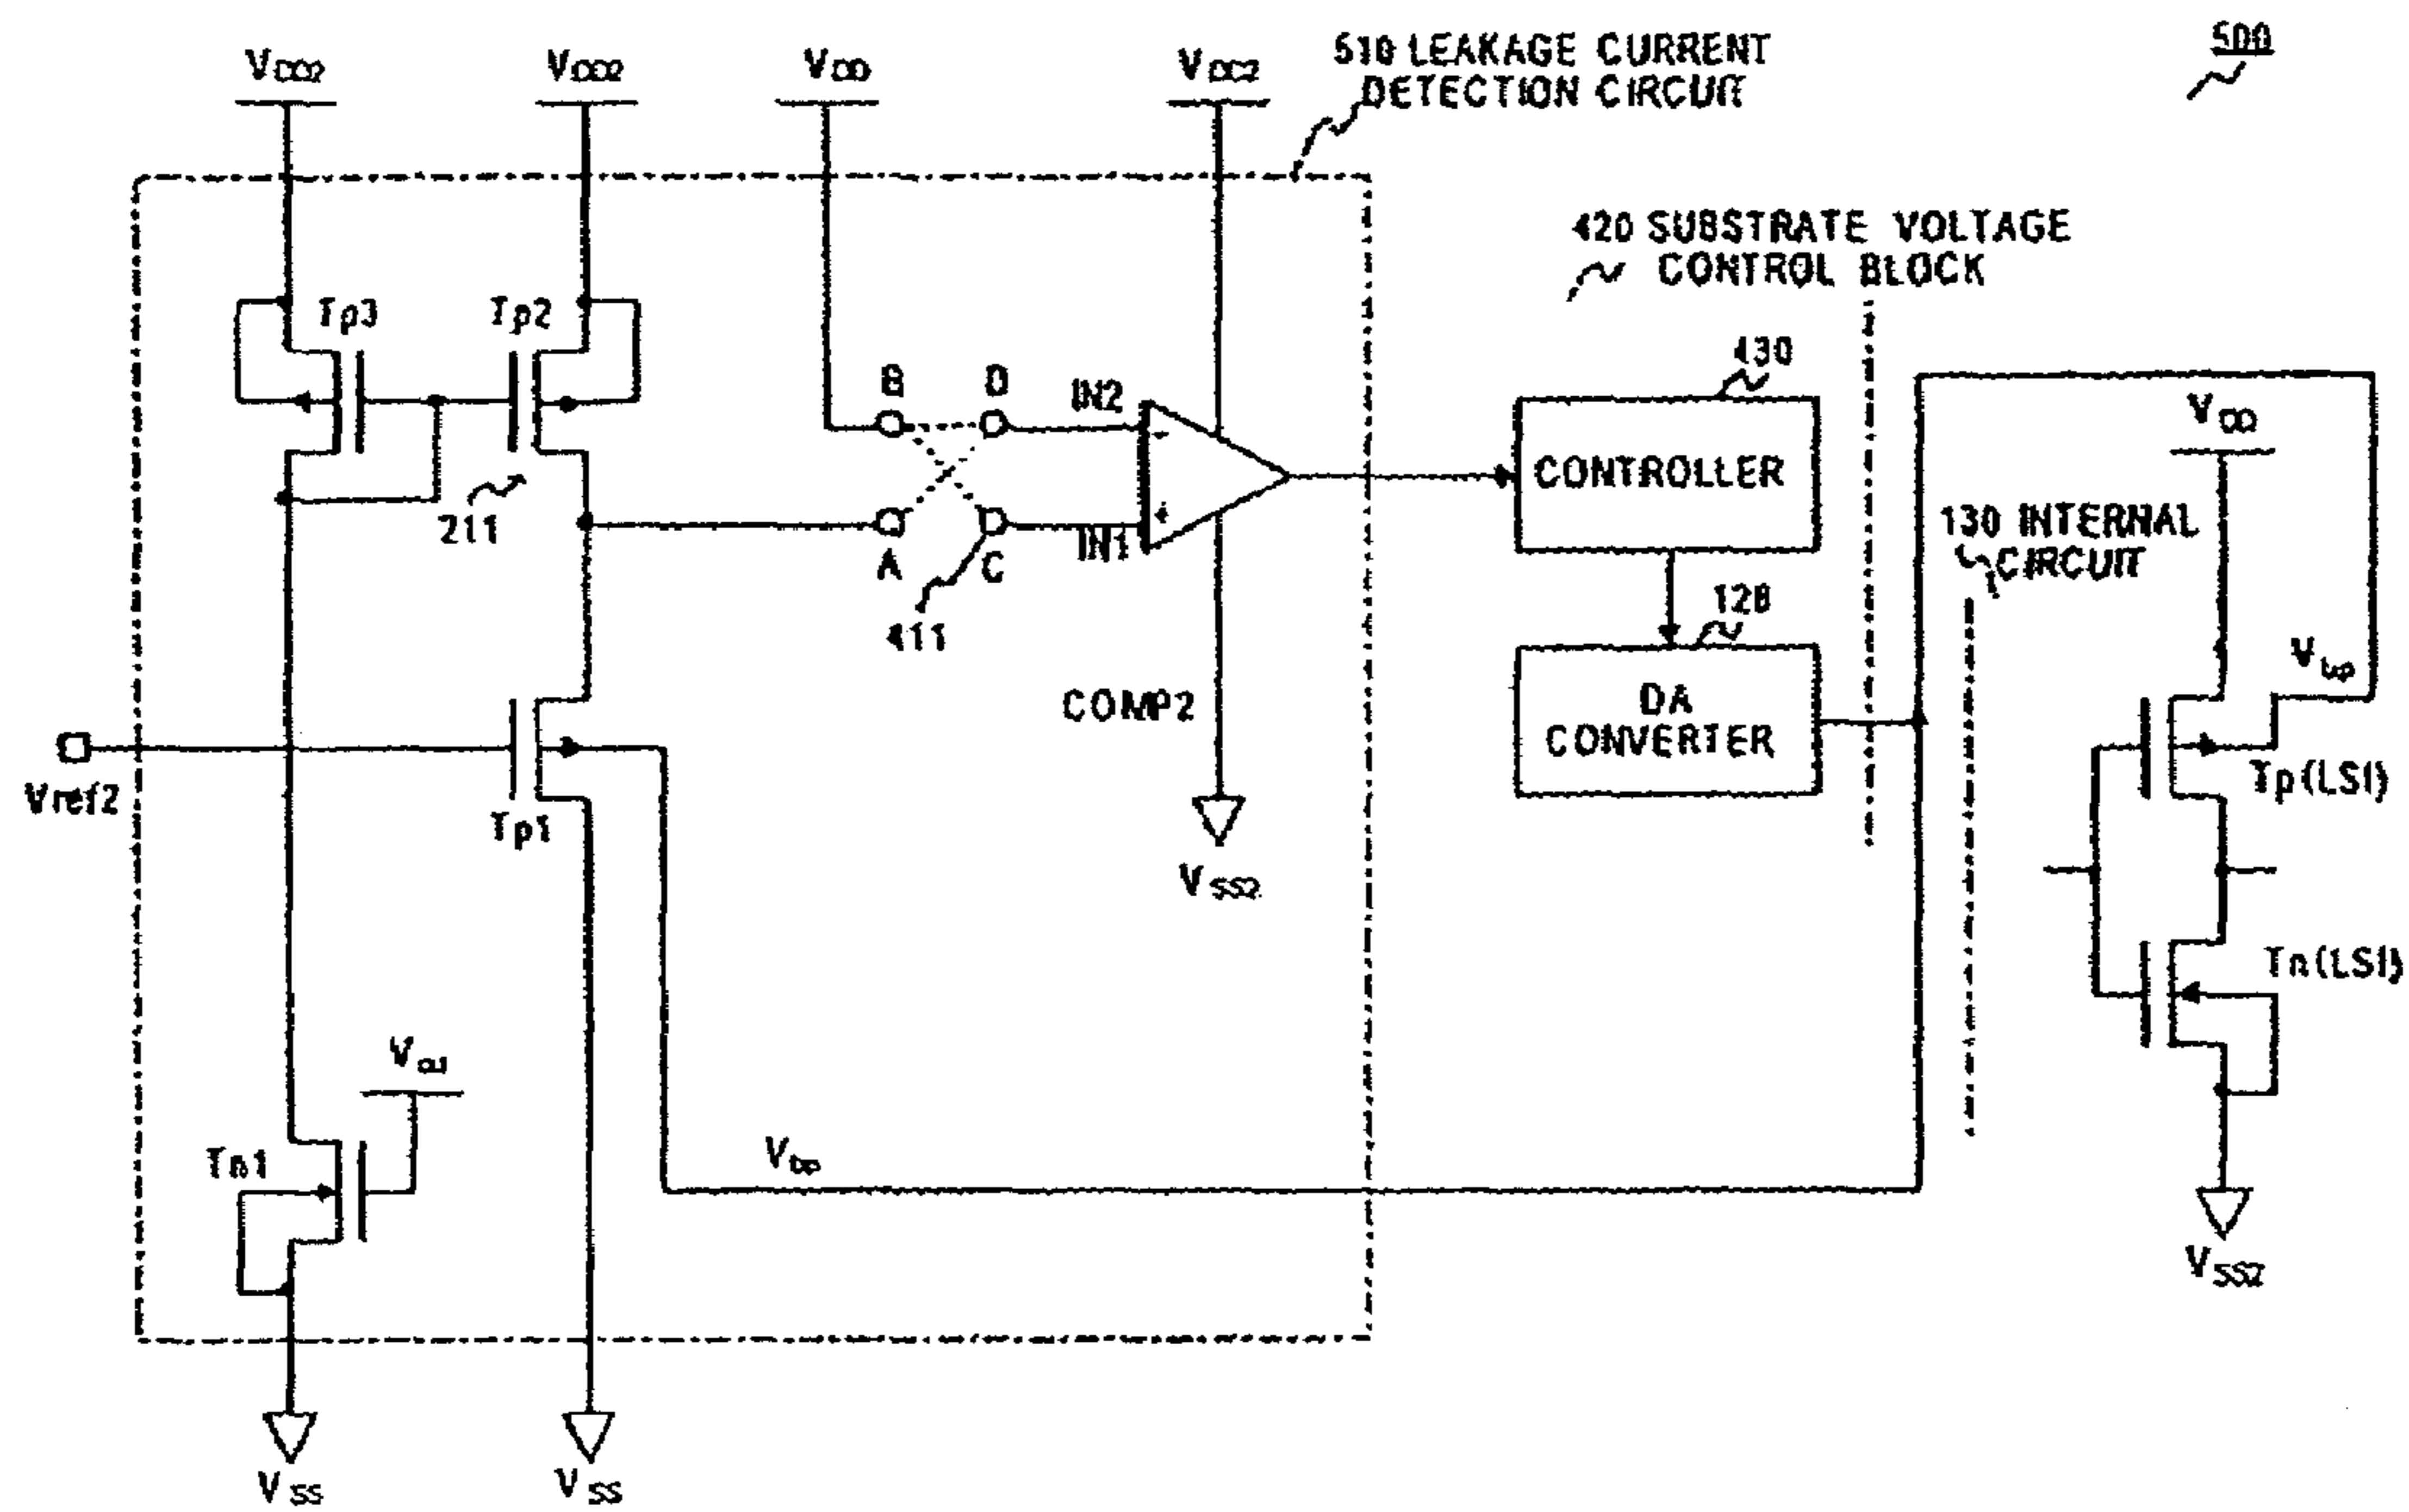 500
VDD2
VDD2
VDD
VDD2
510 LEAKAGE CURRENT
DETECTION CIRCUIT
420 SUBSTRATE VOLTAGE
CONTROL BLOCK
Tp3
Tp2
211
B
D
A
C
411
IN2
IN1
-
+
COMP2
VSS2
430
CONTROLLER
128
DA
CONVERTER
130 INTERNAL
CIRCUIT
VDD
Vbp
Tp(LSI)
Tn(LSI)
VSS2
Vref2
Tp1
Tn1
Vbp
VSS
VSS